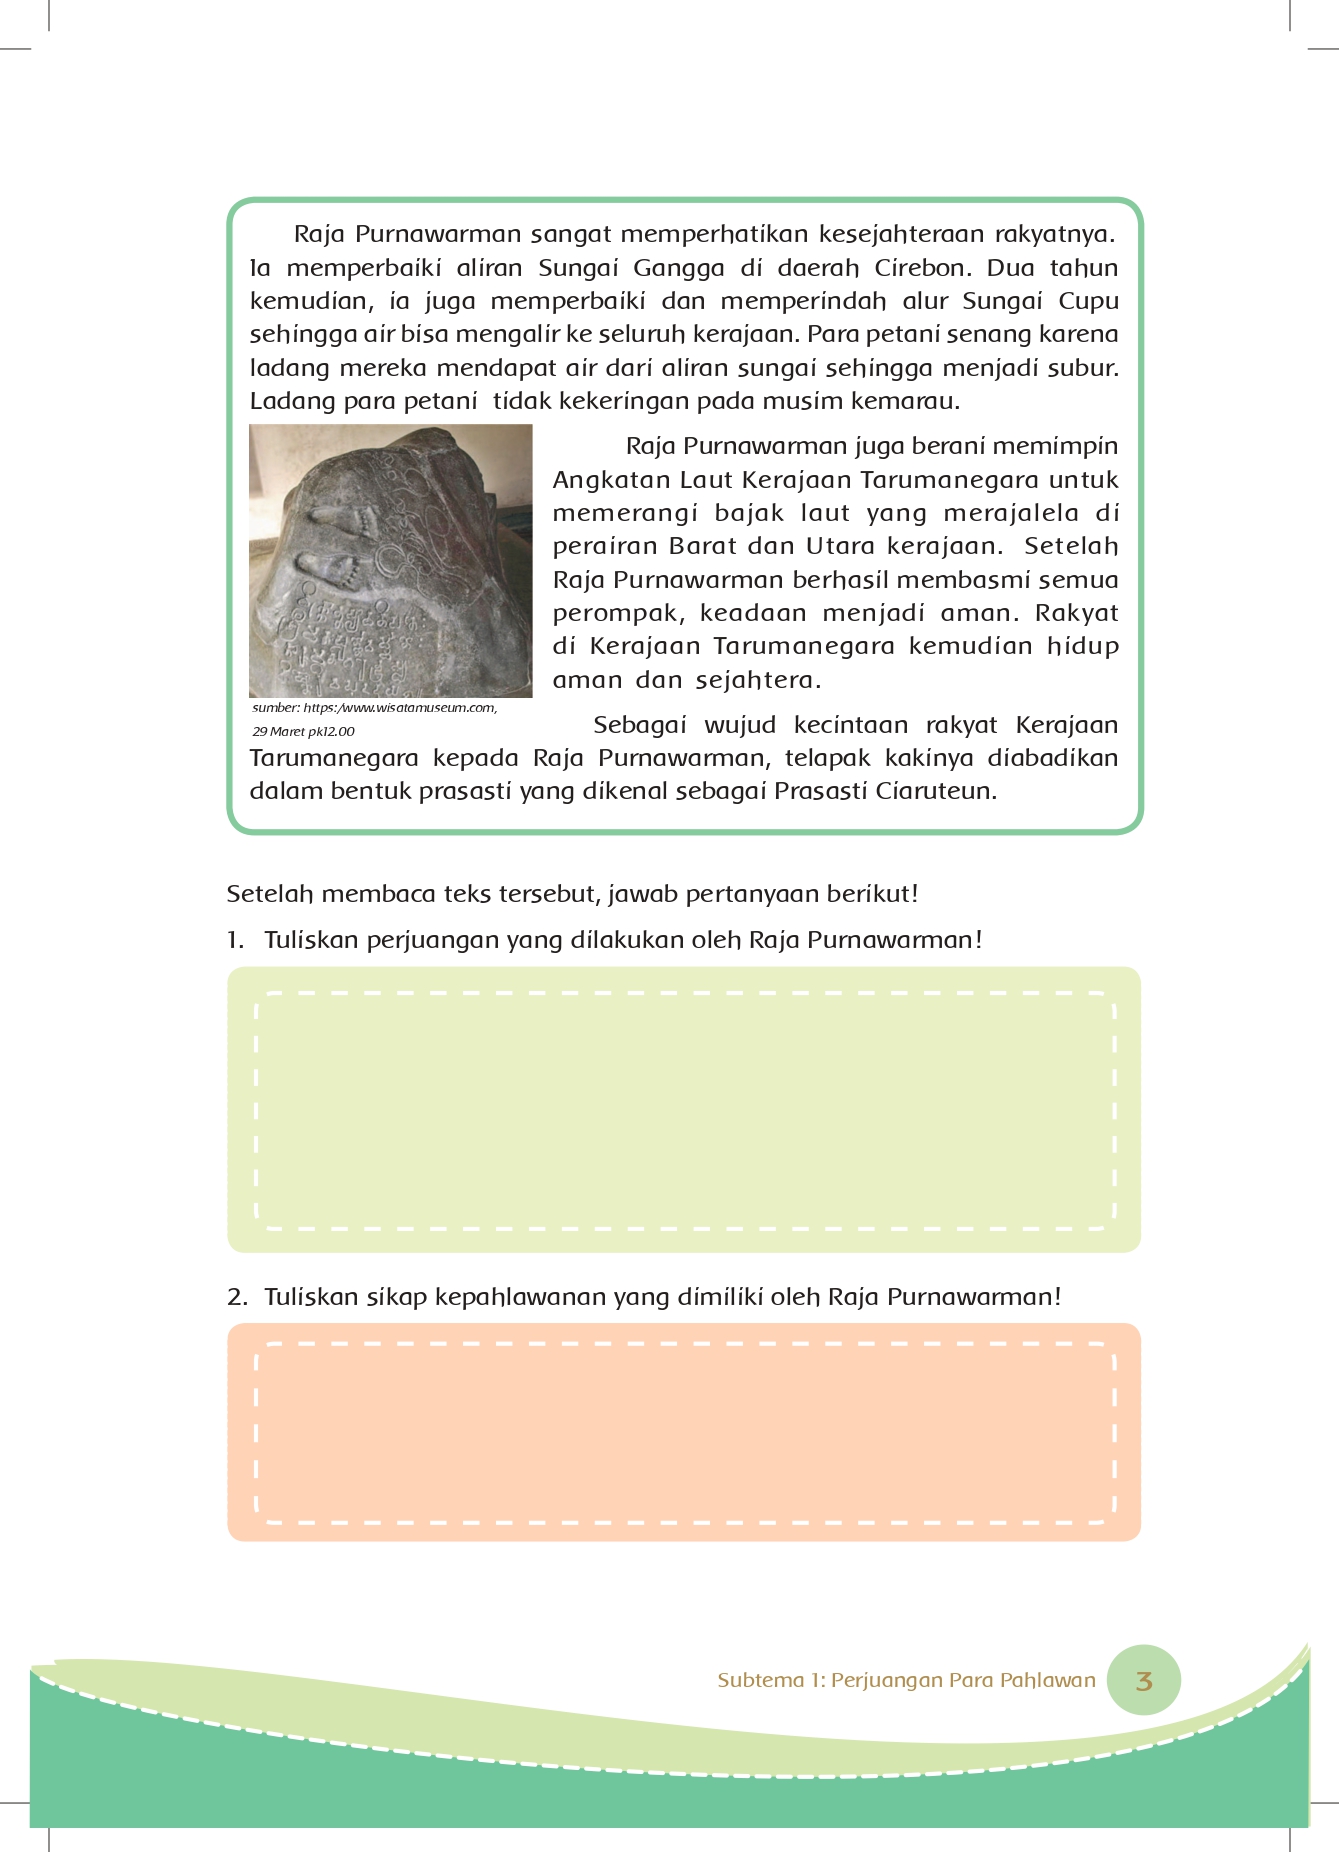 Raja Purnawarman sangat memperhatikan kesejahteraan rakyatnya.
Ia memperbaiki aliran Sungai Gangga di daerah Cirebon. Dua tahun
kemudian, ia juga memperbaiki dan memperindah alur Sungai Cupu
sehingga air bisa mengalir ke seluruh kerajaan. Para petani senang karena
ladang mereka mendapat air dari aliran sungai sehingga menjadi subur.
Ladang para petani tidak kekeringan pada musim kemarau.
Raja Purnawarman juga berani memimpin
Angkatan Laut Kerajaan Tarumanegara untuk
memerangi bajak laut yang merajalela di
perairan Barat dan Utara kerajaan. Setelah
Raja Purnawarman berhasil membasmi semua
perompak, keadaan menjadi aman. Rakyat
di Kerajaan Tarumanegara kemudian hidup
aman dan sejahtera.
sumber: https:/www.wisatamuseum.com,
29 Maret pk12.00
Sebagai wujud kecintaan rakyat Kerajaan
Tarumanegara kepada Raja Purnawarman, telapak kakinya diabadikan
dalam bentuk prasasti yang dikenal sebagai Prasasti Ciaruteun.
Setelah membaca teks tersebut, jawab pertanyaan berikut!
1. Tuliskan perjuangan yang dilakukan oleh Raja Purnawarman!
2. Tuliskan sikap kepahlawanan yang dimiliki oleh Raja Purnawarman!
Subtema 1: Perjuangan Para Pahlawan
3